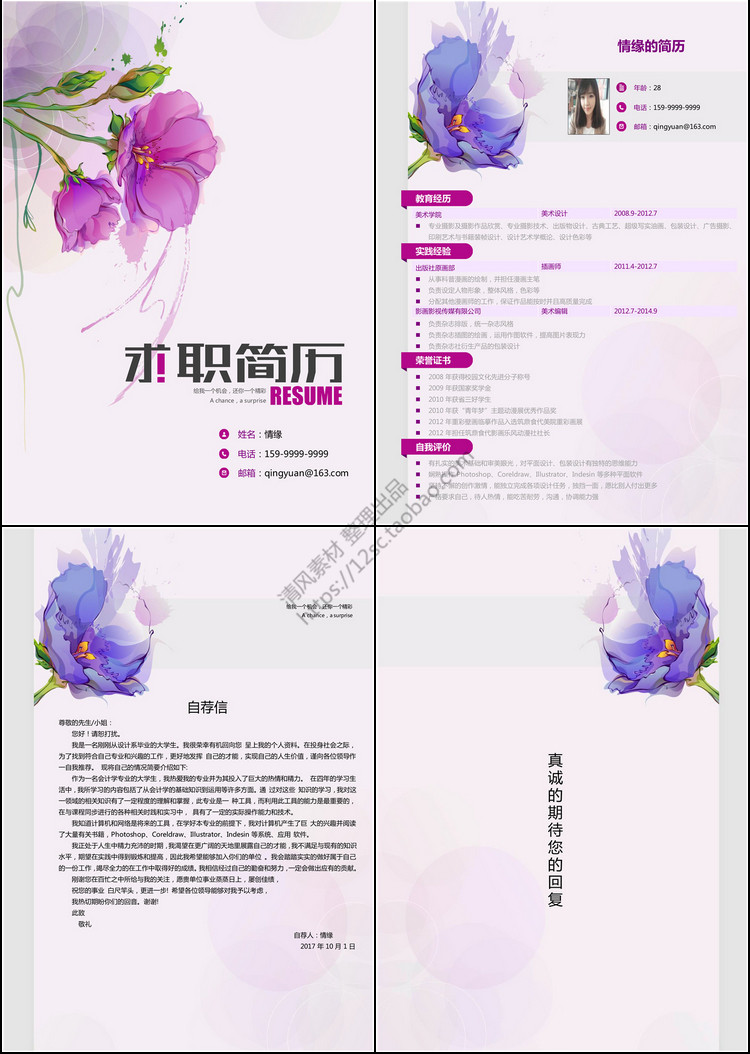 求职简历
给我一个机会，还你一个精彩
A chance，a surprise
RESUME
姓名：情缘
电话：159-9999-9999
邮箱：qingyuan@163.com
情缘的简历
年龄：28
电话：159-9999-9999
邮箱：qingyuan@163.com
教育经历
美术学院 美术设计 2008.9-2012.7
专业摄影及摄影作品欣赏、专业摄影技术、出版物设计、古典工艺、超级写实油画、包装设计、广告摄影、
印刷艺术与书籍装帧设计、设计艺术学概论、设计色彩等
实践经验
出版社原画部 插画师 2011.4-2012.7
从事科普漫画的绘制，并担任漫画主笔
负责设定人物形象，整体风格，色彩等
分配其他漫画师的工作，保证作品能按时并且高质量完成
影画影视传媒有限公司 美术编辑 2012.7-2014.9
负责杂志排版，统一杂志风格
负责杂志插图的绘画，运用作图软件，提高图片表现力
负责杂志社衍生产品的包装设计
荣誉证书
2008 年获得校园文化先进分子称号
2009 年获国家奖学金
2010 年获省三好学生
2010 年获“青年梦”主题动漫展优秀作品奖
2012 年重彩壁画临摹作品入选筑鼎食代美院重彩画展
2012 年担任筑鼎食代影画乐风动漫社社长
自我评价
有扎实的美术基础和审美眼光，对平面设计、包装设计有独特的思维能力
娴熟使用 Photoshop、Coreldraw、Illustrator、Indesin 等多种平面软件
扩展的创作激情，能独立完成各项设计任务，独挡一面，愿比别人付出更多
格要求自己，待人热情，能吃苦耐劳，沟通，协调能力强
清风素材 整理出品
https://12sc.taobao.com
给我一个机会，还你一个精彩
A chance，a surprise
自荐信
尊敬的先生/小姐：
您好！请恕打扰。
我是一名刚刚从设计系毕业的大学生。我很荣幸有机回向您 呈上我的个人资料。在投身社会之际，
为了找到符合自己专业和兴趣的工作，更好地发挥 自己的才能，实现自己的人生价值，谨向各位领导作
一自我推荐。 现将自己的情况简要介绍如下:
作为一名会计学专业的大学生，我热爱我的专业并为其投入了巨大的热情和精力。 在四年的学习生
活中，我所学习的内容包括了从会计学的基础知识到运用等许多方面。通 过对这些 知识的学习，我对这
一领域的相关知识有了一定程度的理解和掌握，此专业是一 种工具，而利用此工具的能力是最重要的，
在与课程同步进行的各种相关时践和实习中， 具有了一定的实际操作能力和技术。
我知道计算机和网络是将来的工具，在学好本专业的前提下，我对计算机产生了巨 大的兴趣并阅读
了大量有关书籍，Photoshop、Coreldraw、Illustrator、Indesin 等系统、应用 软件。
我正处于人生中精力充沛的时期, 我渴望在更广阔的天地里展露自己的才能 , 我不满足与现有的知识
水平 , 期望在实践中得到锻炼和提高，因此我希望能够加入你们的单位 。我会踏踏实实的做好属于自己
的一份工作 , 竭尽全力的在工作中取得好的成绩。我相信经过自己的勤奋和努力 , 一定会做出应有的贡献。
刚谢您在百忙之中所给与我的关注，愿贵单位事业蒸蒸日上，屡创佳绩，
祝您的事业 白尺竿头，更进一步! 希望各位领导能够对我予以考虑，
我热切期盼你们的回音。谢谢!
此致
敬礼
自荐人：情缘
2017 年 10 月 1 日
真诚的期待您的回复